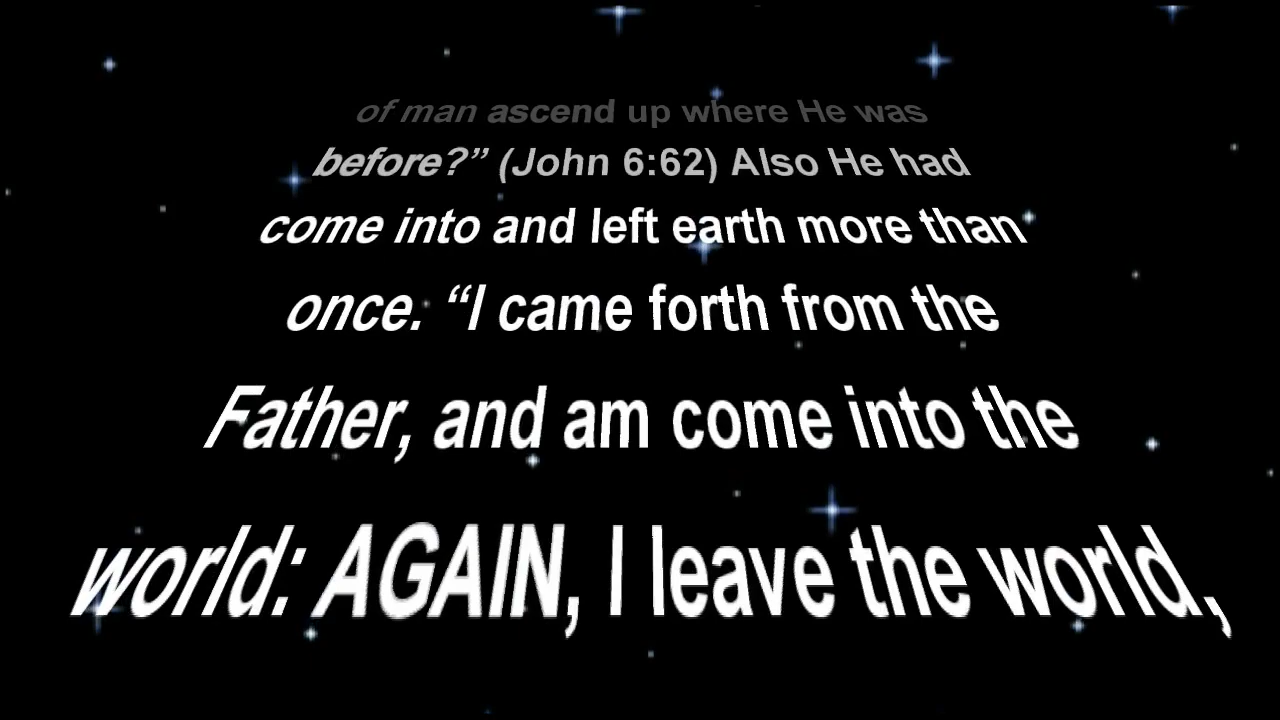 of man ascend up where He was
before?” (John 6:62) Also He had
come into and left earth more than
once. “I came forth from the
Father, and am come into the
world: AGAIN, I leave the world,